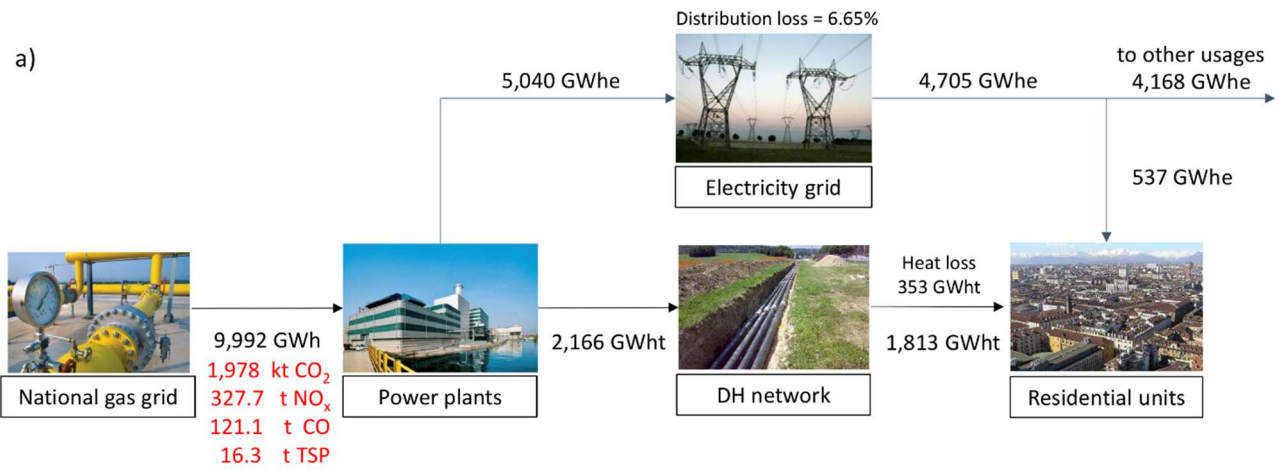 a)
Distribution loss = 6.65%
5,040 GWhe
4,705 GWhe
to other usages
4,168 GWhe
Electricity grid
537 GWhe
Heat loss
353 GWht
9,992 GWh
1,978 kt CO₂
327.7 t NOₓ
121.1 t CO
16.3 t TSP
2,166 GWht
1,813 GWht
National gas grid
Power plants
DH network
Residential units